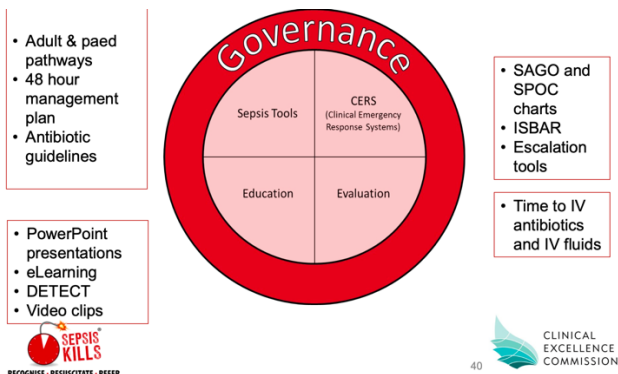 Governance
• Adult & paed
pathways
• 48 hour
management
plan
• Antibiotic
guidelines
Sepsis Tools
CERS
(Clinical Emergency
Response Systems)
• SAGO and
SPOC
charts
• ISBAR
• Escalation
tools
Education
Evaluation
• Time to IV
antibiotics
and IV fluids
• PowerPoint
presentations
• eLearning
• DETECT
• Video clips
SEPSIS
KILLS
RECOGNISE · RESUSCITATE · REFER
40
CLINICAL
EXCELLENCE
COMMISSION